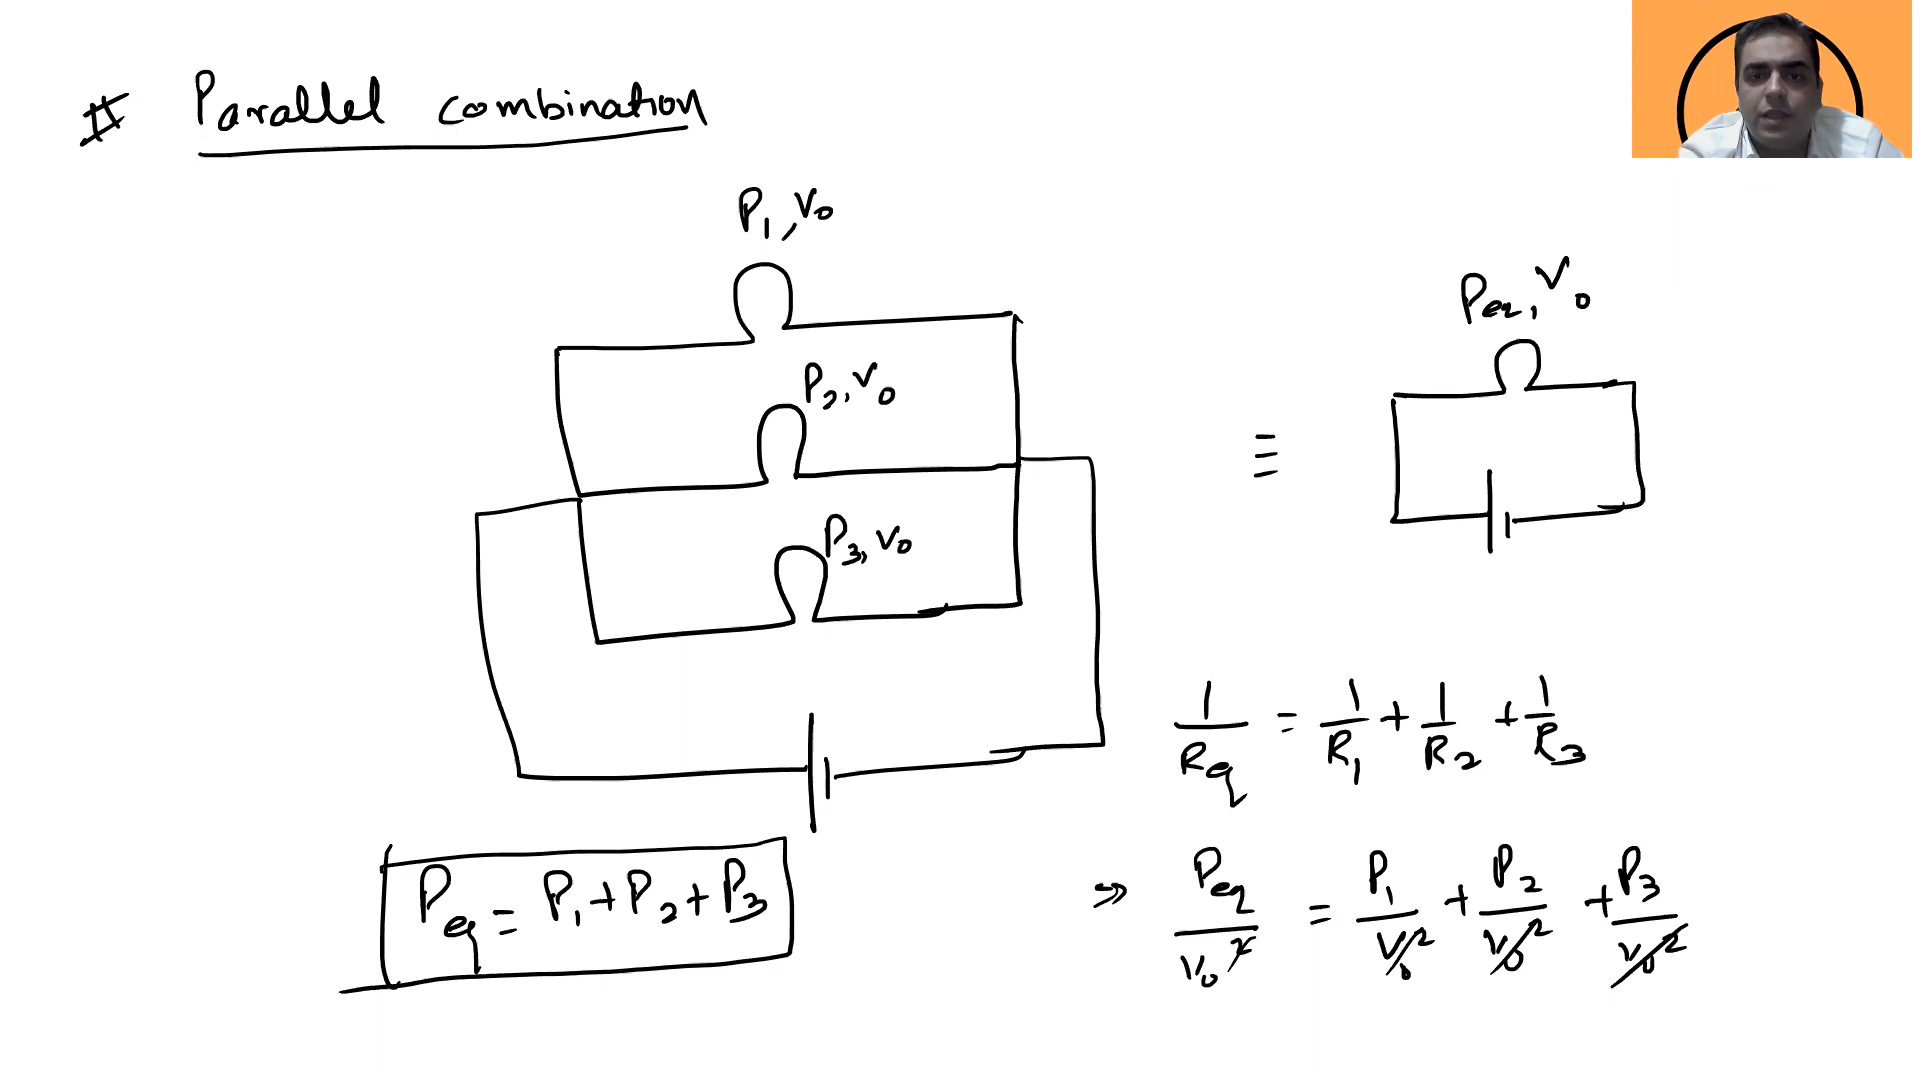 # Parallel combination
P₁, V₀
P₂, V₀
P₃, V₀
≡
Peq, V₀
1/Req = 1/R₁ + 1/R₂ + 1/R₃
⇒ Peq/V₀² = P₁/V₀² + P₂/V₀² + P₃/V₀²
Peq = P₁ + P₂ + P₃